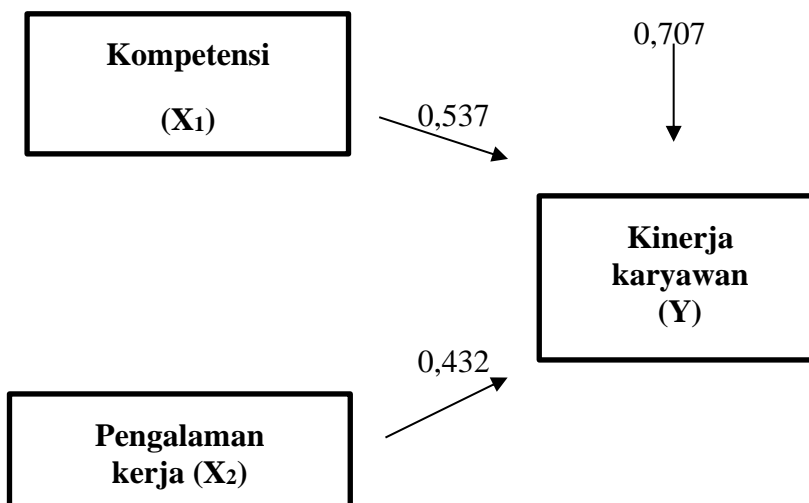 Kompetensi
(X₁)
0,707
0,537
Kinerja
karyawan
(Y)
0,432
Pengalaman
kerja (X₂)